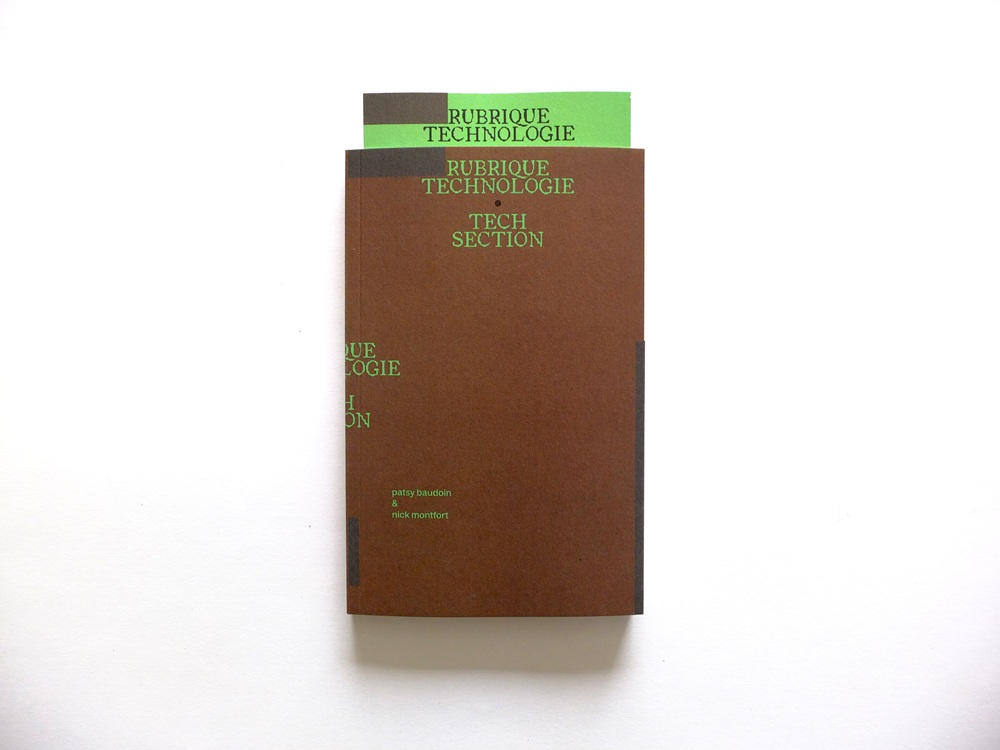 RUBRIQUE
TECHNOLOGIE
RUBRIQUE
TECHNOLOGIE
•
TECH
SECTION
QUE
LOGIE
H
ON
patsy baudoin
&
nick montfort